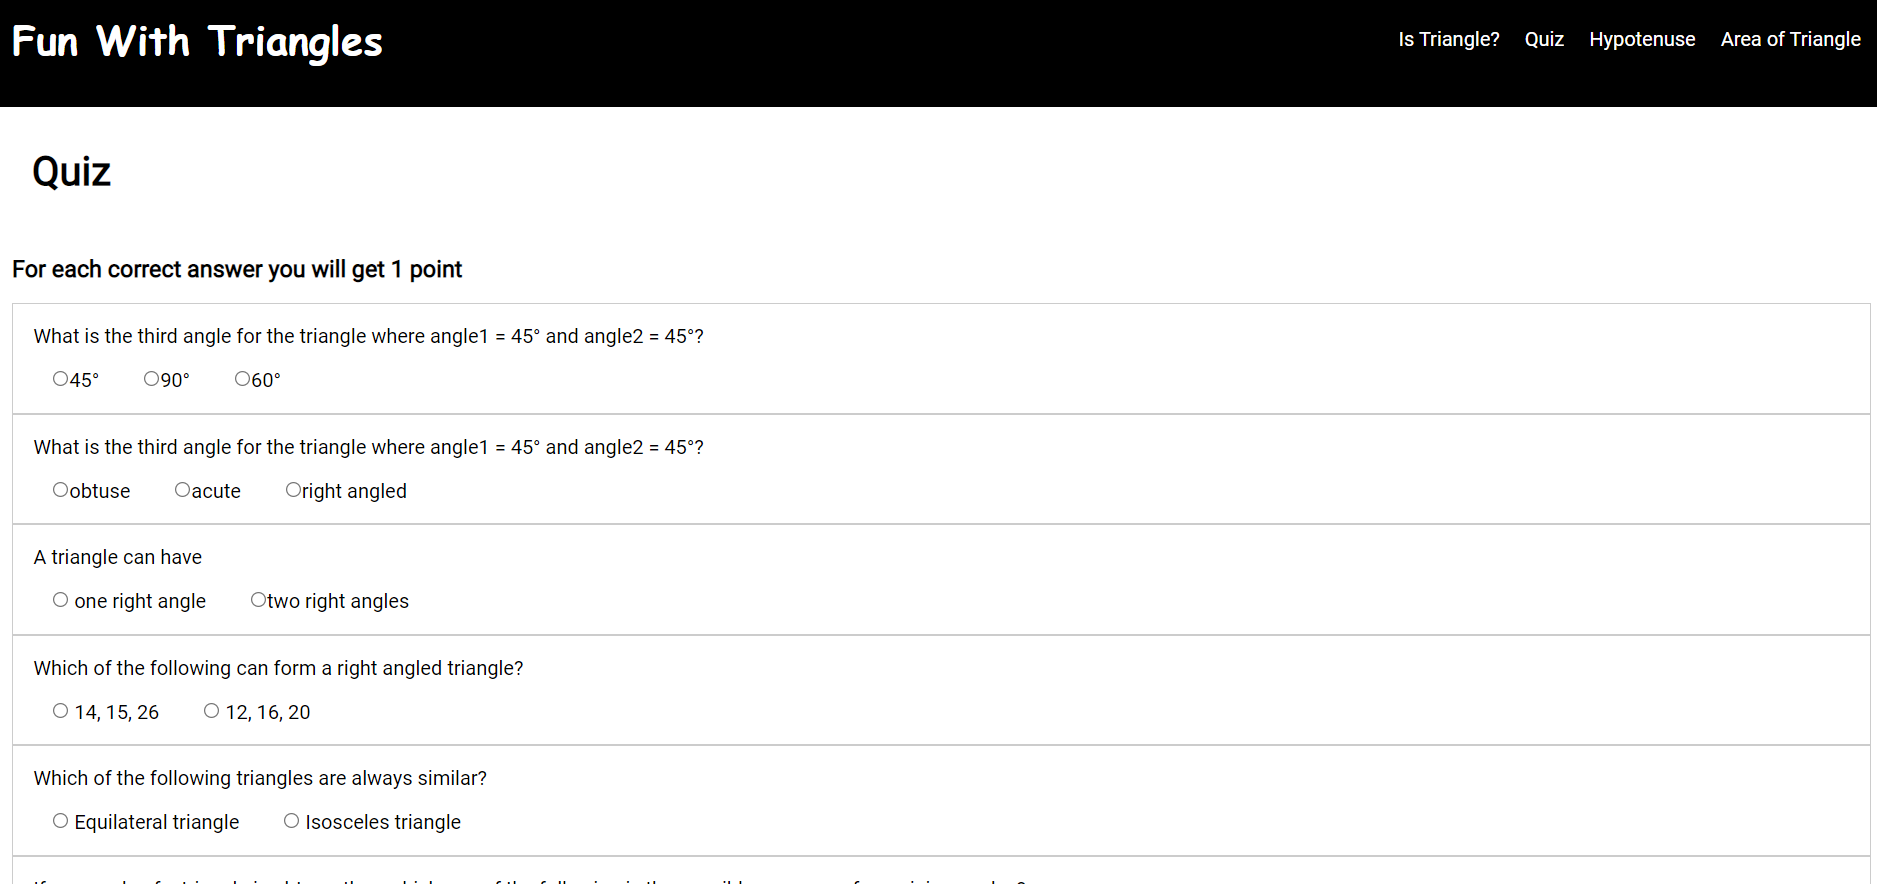 Fun With Triangles
Is Triangle? Quiz Hypotenuse Area of Triangle
Quiz
For each correct answer you will get 1 point
What is the third angle for the triangle where angle1 = 45° and angle2 = 45°?
45° 90° 60°
What is the third angle for the triangle where angle1 = 45° and angle2 = 45°?
obtuse acute right angled
A triangle can have
one right angle two right angles
Which of the following can form a right angled triangle?
14, 15, 26 12, 16, 20
Which of the following triangles are always similar?
Equilateral triangle Isosceles triangle